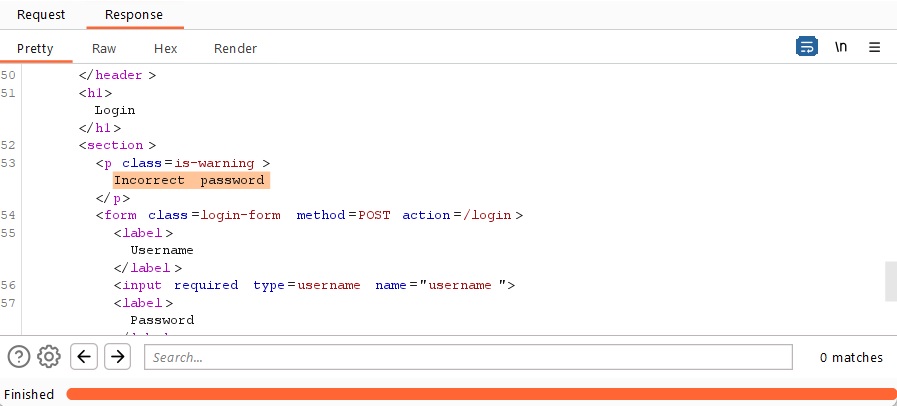 Request Response
Pretty Raw Hex Render \n
50 </header >
51 <h1>
Login
</h1>
52 <section >
53 <p class=is-warning >
Incorrect password
</p>
54 <form class=login-form method=POST action=/login >
55 <label >
Username
</label >
56 <input required type=username name="username ">
57 <label >
Password
? Search... 0 matches
Finished